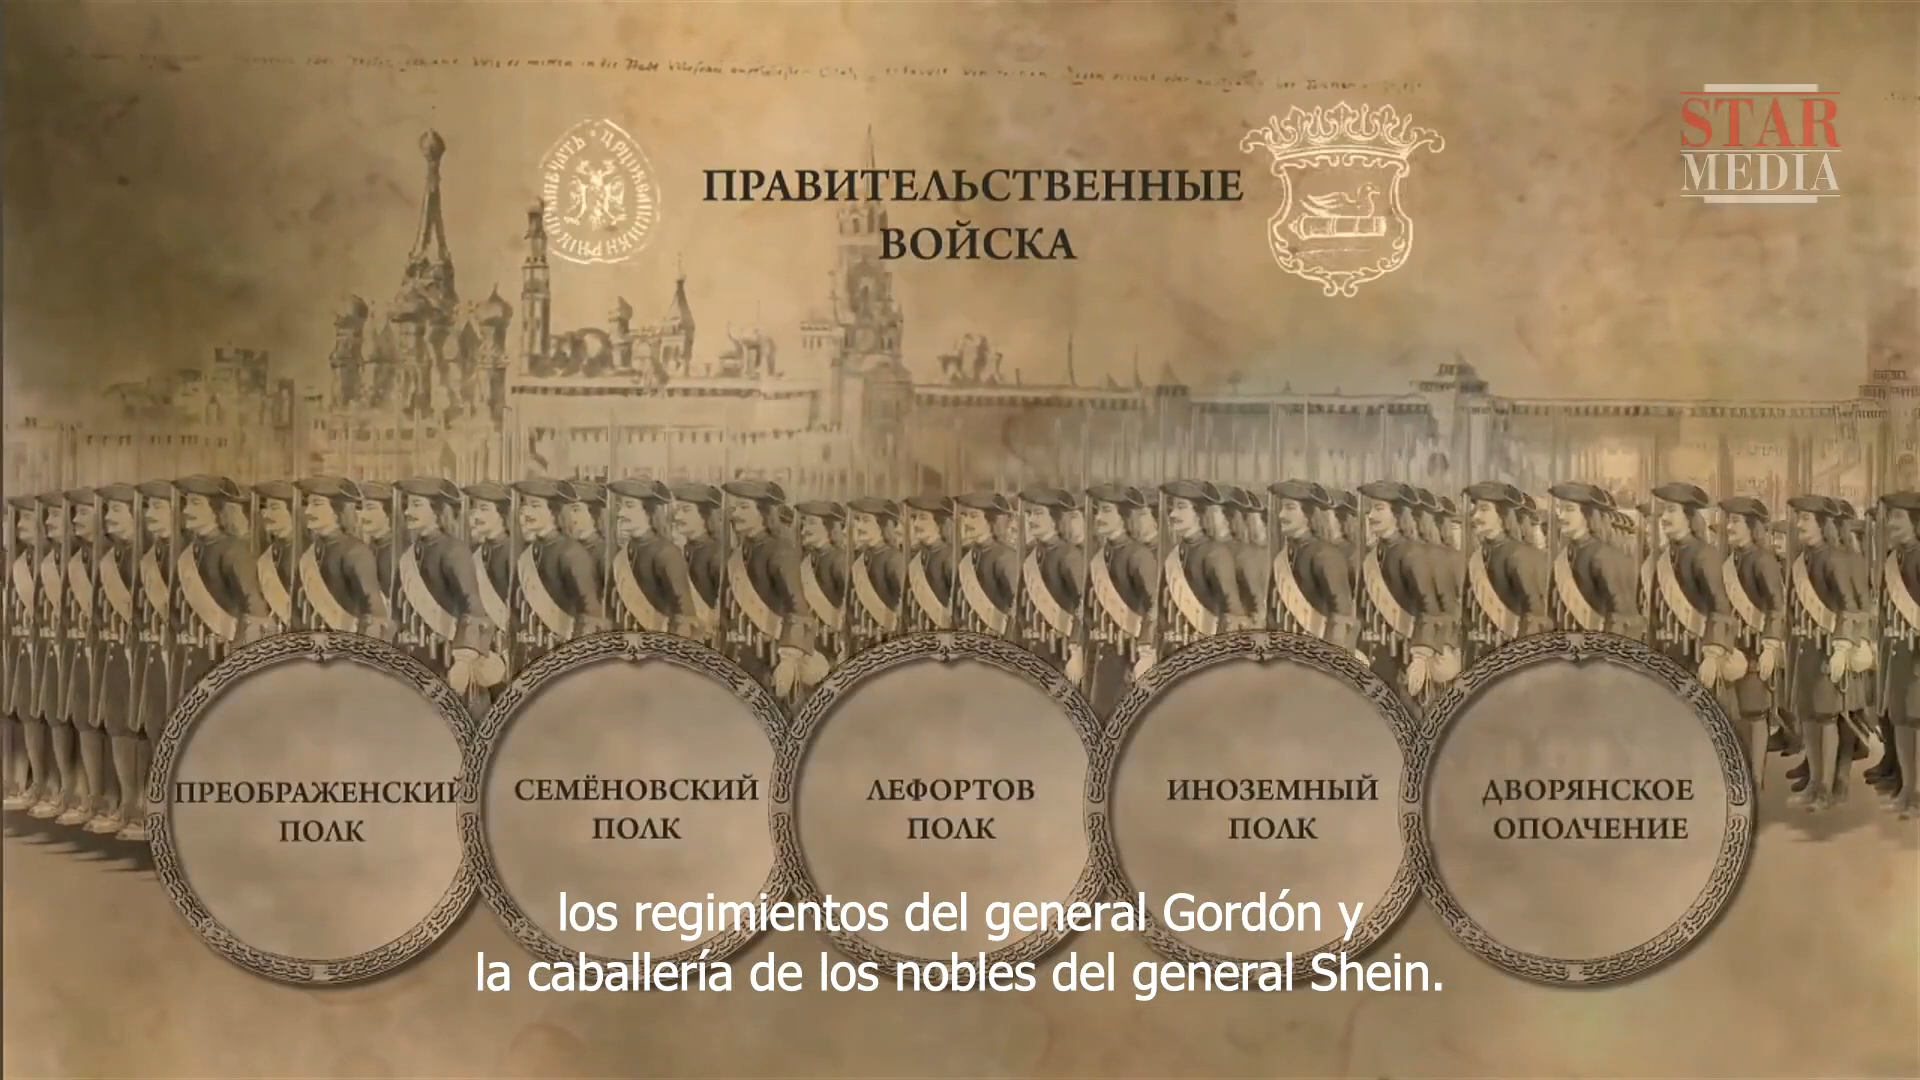 STAR
MEDIA
ПРАВИТЕЛЬСТВЕННЫЕ
ВОЙСКА
ПРЕОБРАЖЕНСКИЙ
ПОЛК
СЕМЁНОВСКИЙ
ПОЛК
ЛЕФОРТОВ
ПОЛК
ИНОЗЕМНЫЙ
ПОЛК
ДВОРЯНСКОЕ
ОПОЛЧЕНИЕ
los regimientos del general Gordón y
la caballería de los nobles del general Shein.